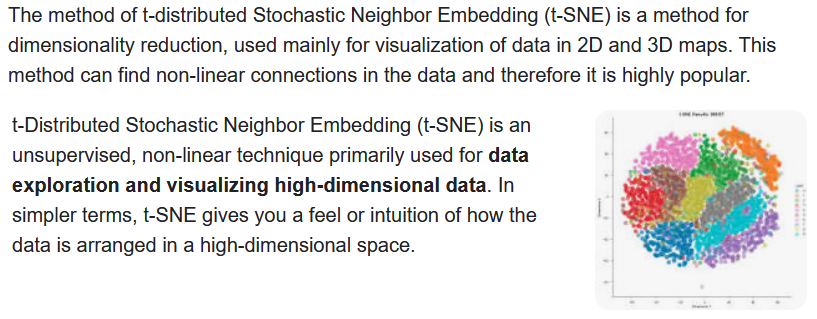 The method of t-distributed Stochastic Neighbor Embedding (t-SNE) is a method for
dimensionality reduction, used mainly for visualization of data in 2D and 3D maps. This
method can find non-linear connections in the data and therefore it is highly popular.
t-Distributed Stochastic Neighbor Embedding (t-SNE) is an
unsupervised, non-linear technique primarily used for data
exploration and visualizing high-dimensional data. In
simpler terms, t-SNE gives you a feel or intuition of how the
data is arranged in a high-dimensional space.